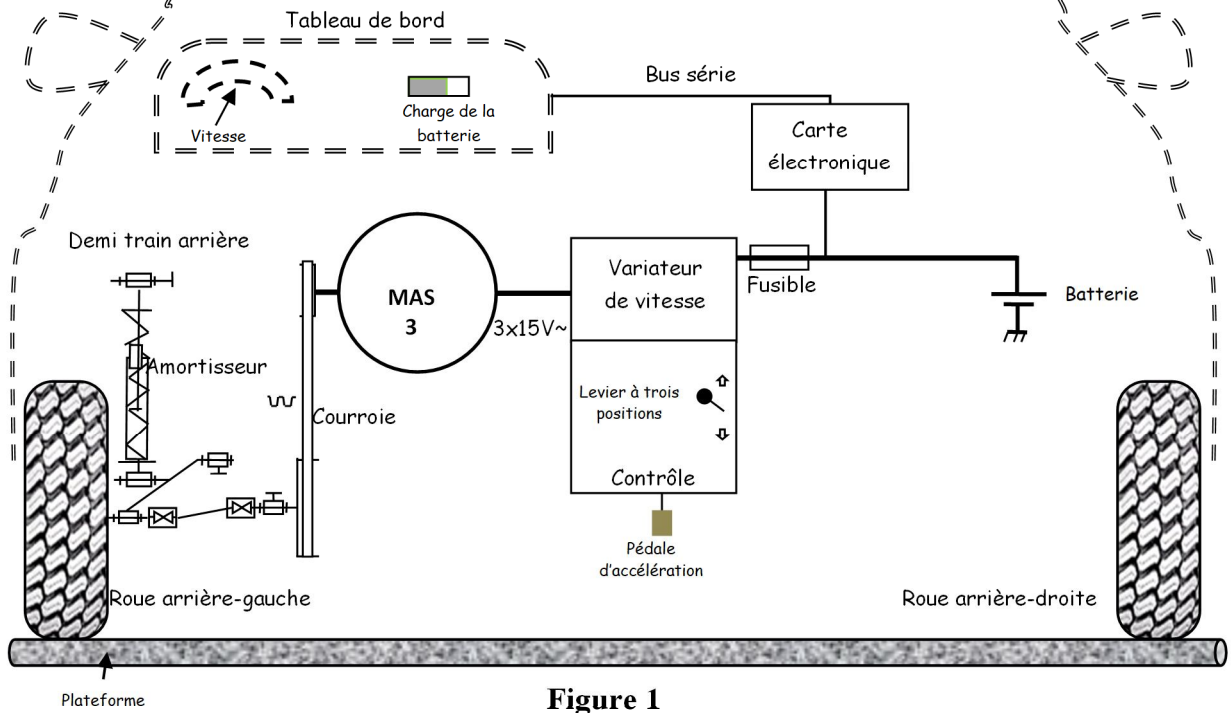 Tableau de bord
Bus série
Vitesse
Charge de la
batterie
Carte
électronique
Demi train arrière
Amortisseur
Courroie
MAS
3
3x15V~
Variateur
de vitesse
Fusible
Batterie
Levier à trois
positions
Contrôle
Pédale
d'accélération
Roue arrière-gauche
Roue arrière-droite
Plateforme
Figure 1